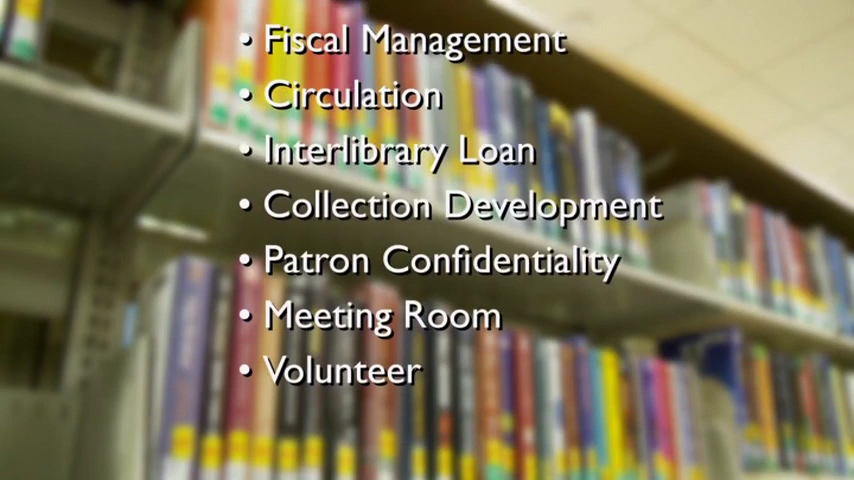 • Fiscal Management
• Circulation
• Interlibrary Loan
• Collection Development
• Patron Confidentiality
• Meeting Room
• Volunteer